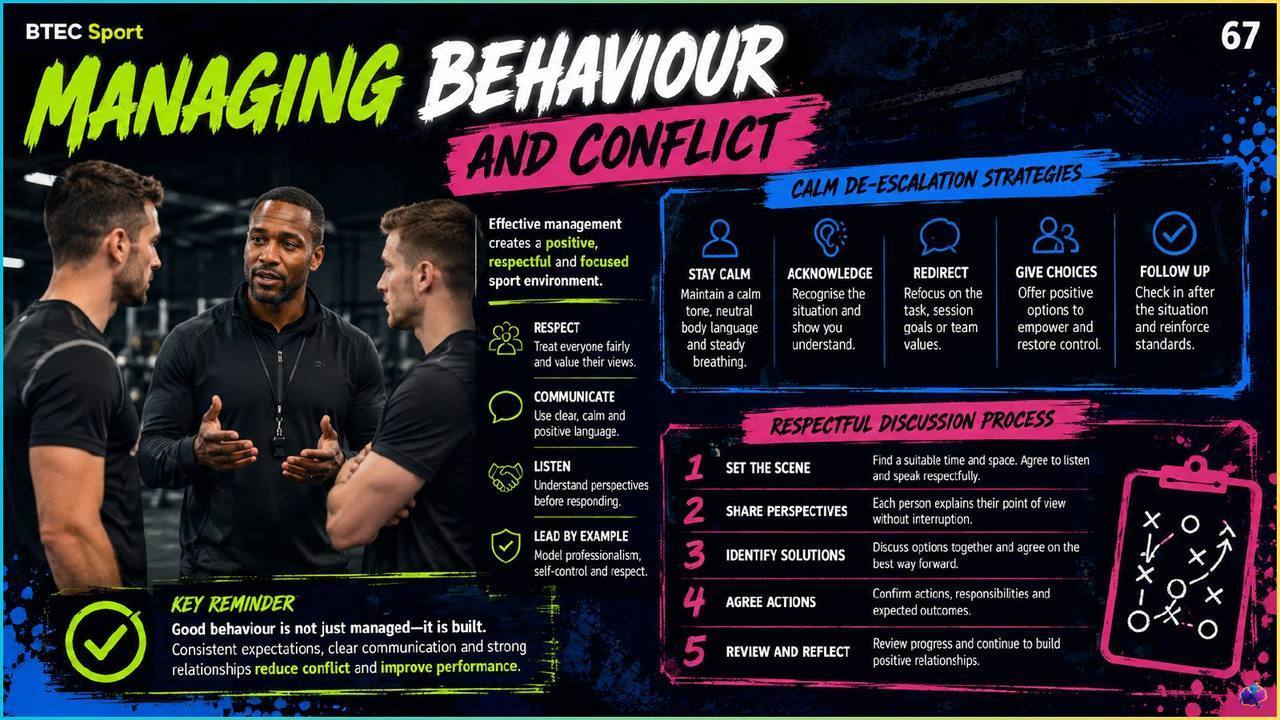 BTEC Sport
67
MANAGING BEHAVIOUR
AND CONFLICT
Effective management
creates a positive,
respectful and focused
sport environment.
RESPECT
Treat everyone fairly
and value their views.
COMMUNICATE
Use clear, calm and
positive language.
LISTEN
Understand perspectives
before responding.
LEAD BY EXAMPLE
Model professionalism,
self-control and respect.
KEY REMINDER
Good behaviour is not just managed—it is built.
Consistent expectations, clear communication and strong
relationships reduce conflict and improve performance.
CALM DE-ESCALATION STRATEGIES
STAY CALM
Maintain a calm
tone, neutral
body language
and steady
breathing.
ACKNOWLEDGE
Recognise the
situation and
show you
understand.
REDIRECT
Refocus on the
task, session
goals or team
values.
GIVE CHOICES
Offer positive
options to
empower and
restore control.
FOLLOW UP
Check in after
the situation
and reinforce
standards.
RESPECTFUL DISCUSSION PROCESS
1 SET THE SCENE
Find a suitable time and space. Agree to listen
and speak respectfully.
2 SHARE PERSPECTIVES
Each person explains their point of view
without interruption.
3 IDENTIFY SOLUTIONS
Discuss options together and agree on the
best way forward.
4 AGREE ACTIONS
Confirm actions, responsibilities and
expected outcomes.
5 REVIEW AND REFLECT
Review progress and continue to build
positive relationships.